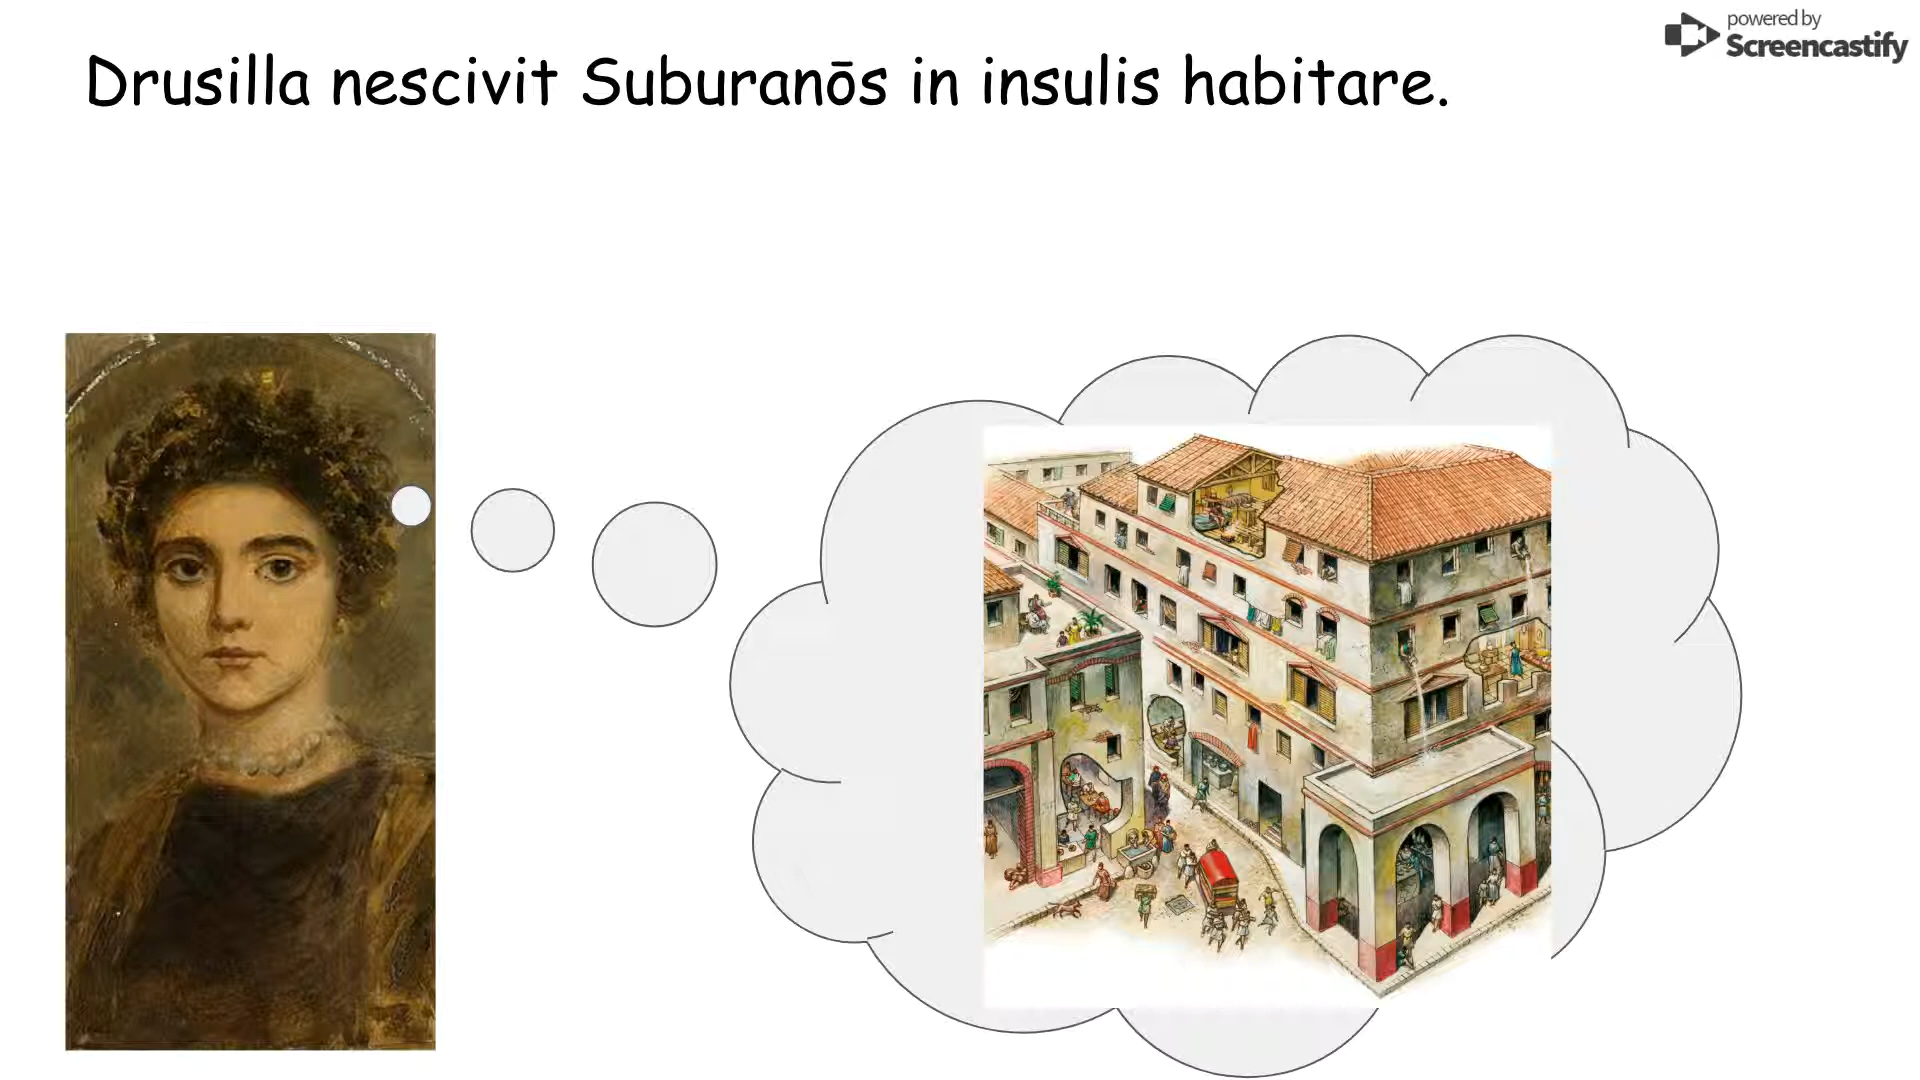 powered by
Screencastify
Drusilla nescivit Suburanōs in insulis habitare.